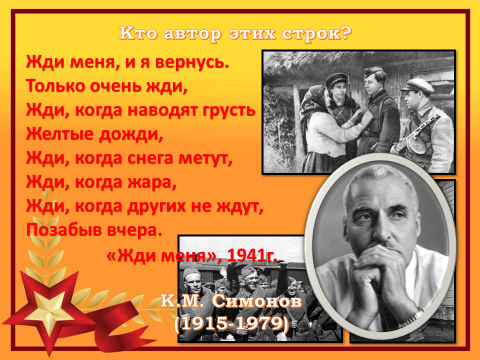 Кто автор этих строк?
Жди меня, и я вернусь.
Только очень жди,
Жди, когда наводят грусть
Желтые дожди,
Жди, когда снега метут,
Жди, когда жара,
Жди, когда других не ждут,
Позабыв вчера.
«Жди меня», 1941г.
К.М. Симонов
(1915-1979)